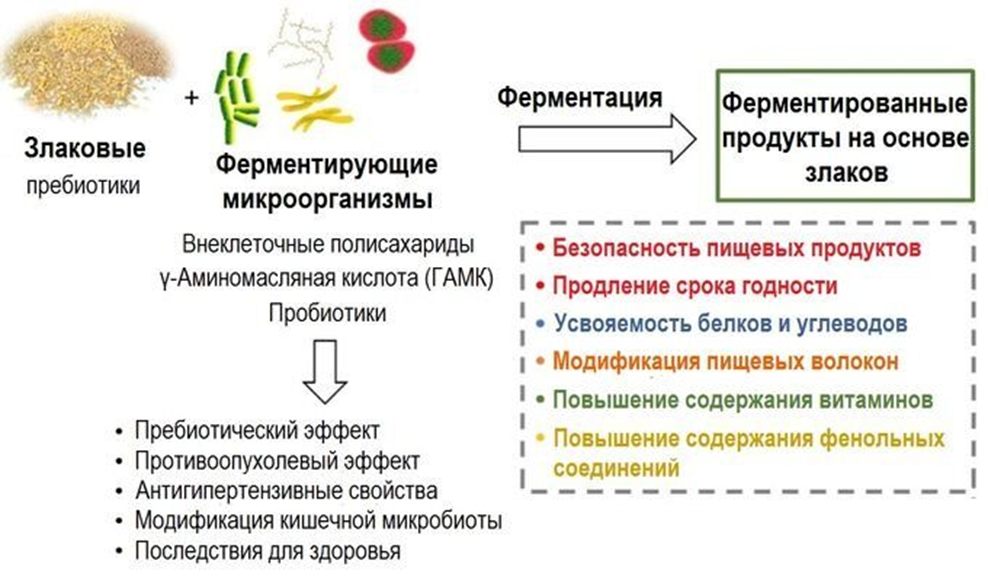 +
Злаковые
пребиотики
Ферментирующие
микроорганизмы
Внеклеточные полисахариды
γ-Аминомасляная кислота (ГАМК)
Пробиотики
• Пребиотический эффект
• Противоопухолевый эффект
• Антигипертензивные свойства
• Модификация кишечной микробиоты
• Последствия для здоровья
Ферментация
Ферментированные
продукты на основе
злаков
• Безопасность пищевых продуктов
• Продление срока годности
• Усвояемость белков и углеводов
• Модификация пищевых волокон
• Повышение содержания витаминов
• Повышение содержания фенольных
соединений